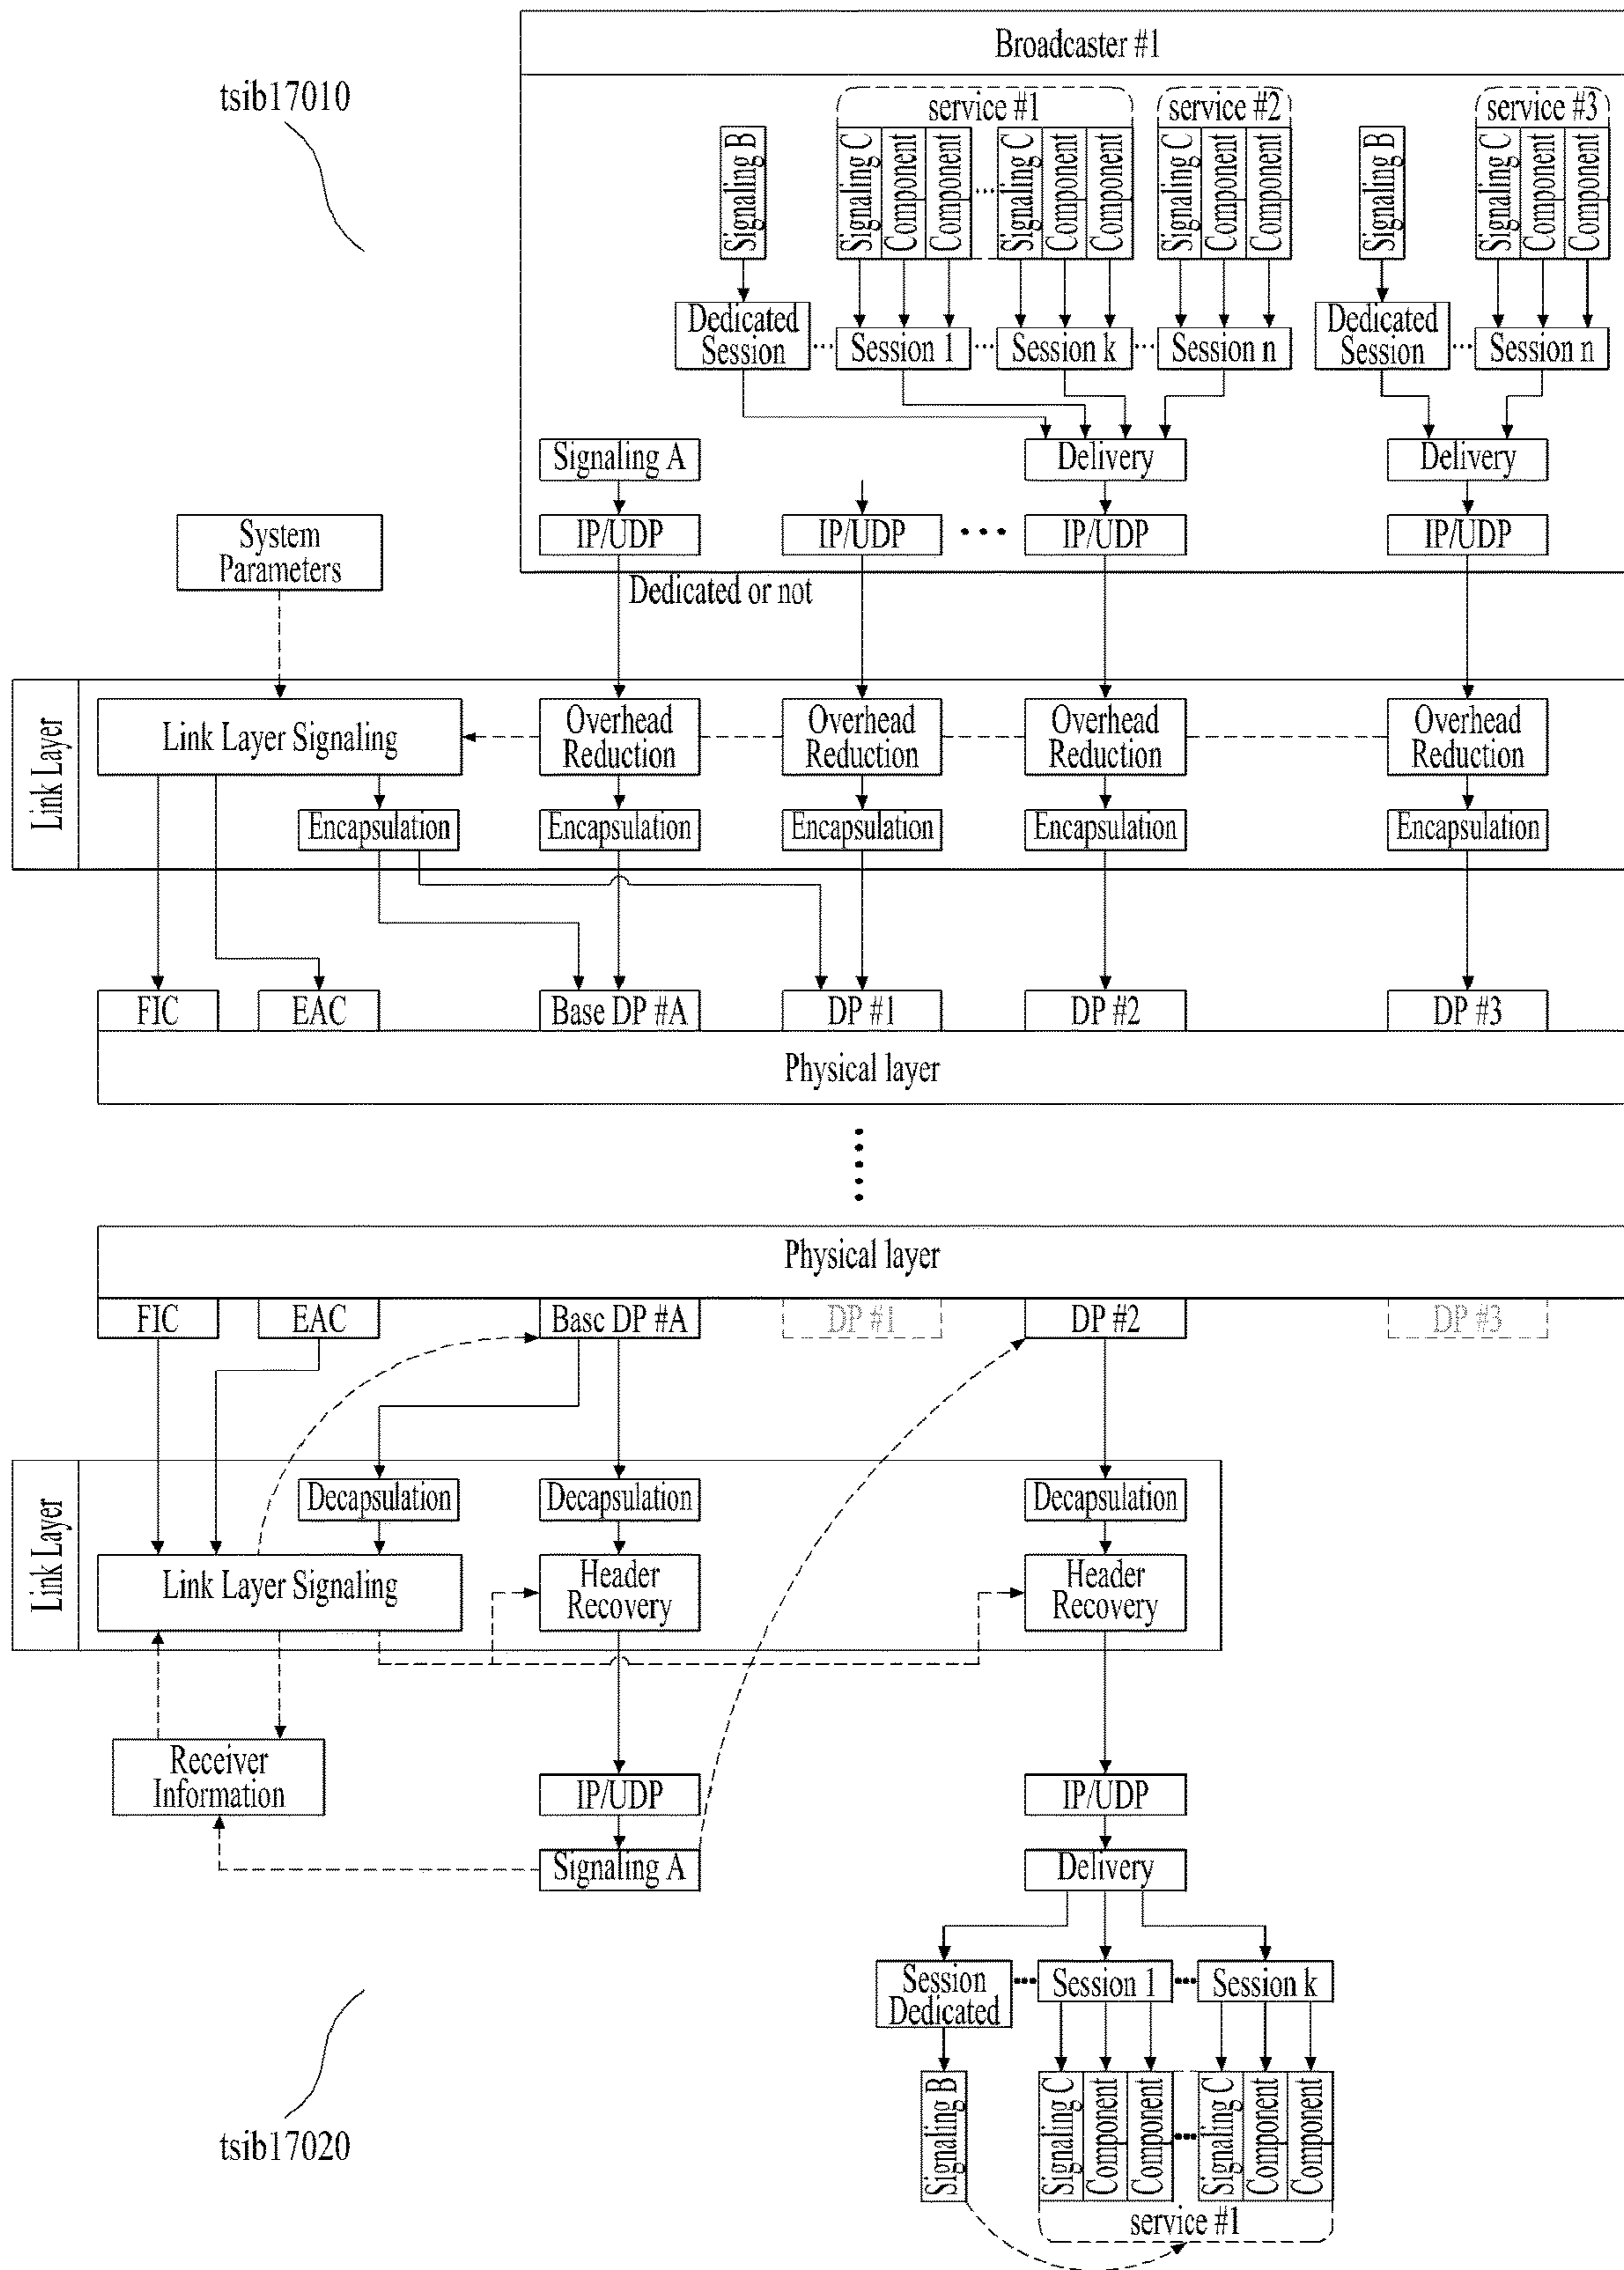 Broadcaster #1
tsib17010
service #1
service #2
service #3
Signaling B
Signaling C
Component
Component
Signaling C
Component
Component
Signaling C
Component
Component
Signaling B
Signaling C
Component
Component
Dedicated
Session
Session 1
Session k
Session n
Dedicated
Session
Session n
Signaling A
Delivery
Delivery
System
Parameters
IP/UDP
IP/UDP
IP/UDP
IP/UDP
Dedicated or not
Link Layer
Link Layer Signaling
Overhead
Reduction
Overhead
Reduction
Overhead
Reduction
Overhead
Reduction
Encapsulation
Encapsulation
Encapsulation
Encapsulation
Encapsulation
FIC
EAC
Base DP #A
DP #1
DP #2
DP #3
Physical layer
Physical layer
FIC
EAC
Basc DP #A
DP #1
DP #2
DP #3
Link Layer
Decapsulation
Decapsulation
Decapsulation
Link Layer Signaling
Header
Recovery
Header
Recovery
Receiver
Information
IP/UDP
IP/UDP
Signaling A
Delivery
Session
Dedicated
Session 1
Session k
Signaling B
Signaling C
Component
Component
Signaling C
Component
Component
service #1
tsib17020